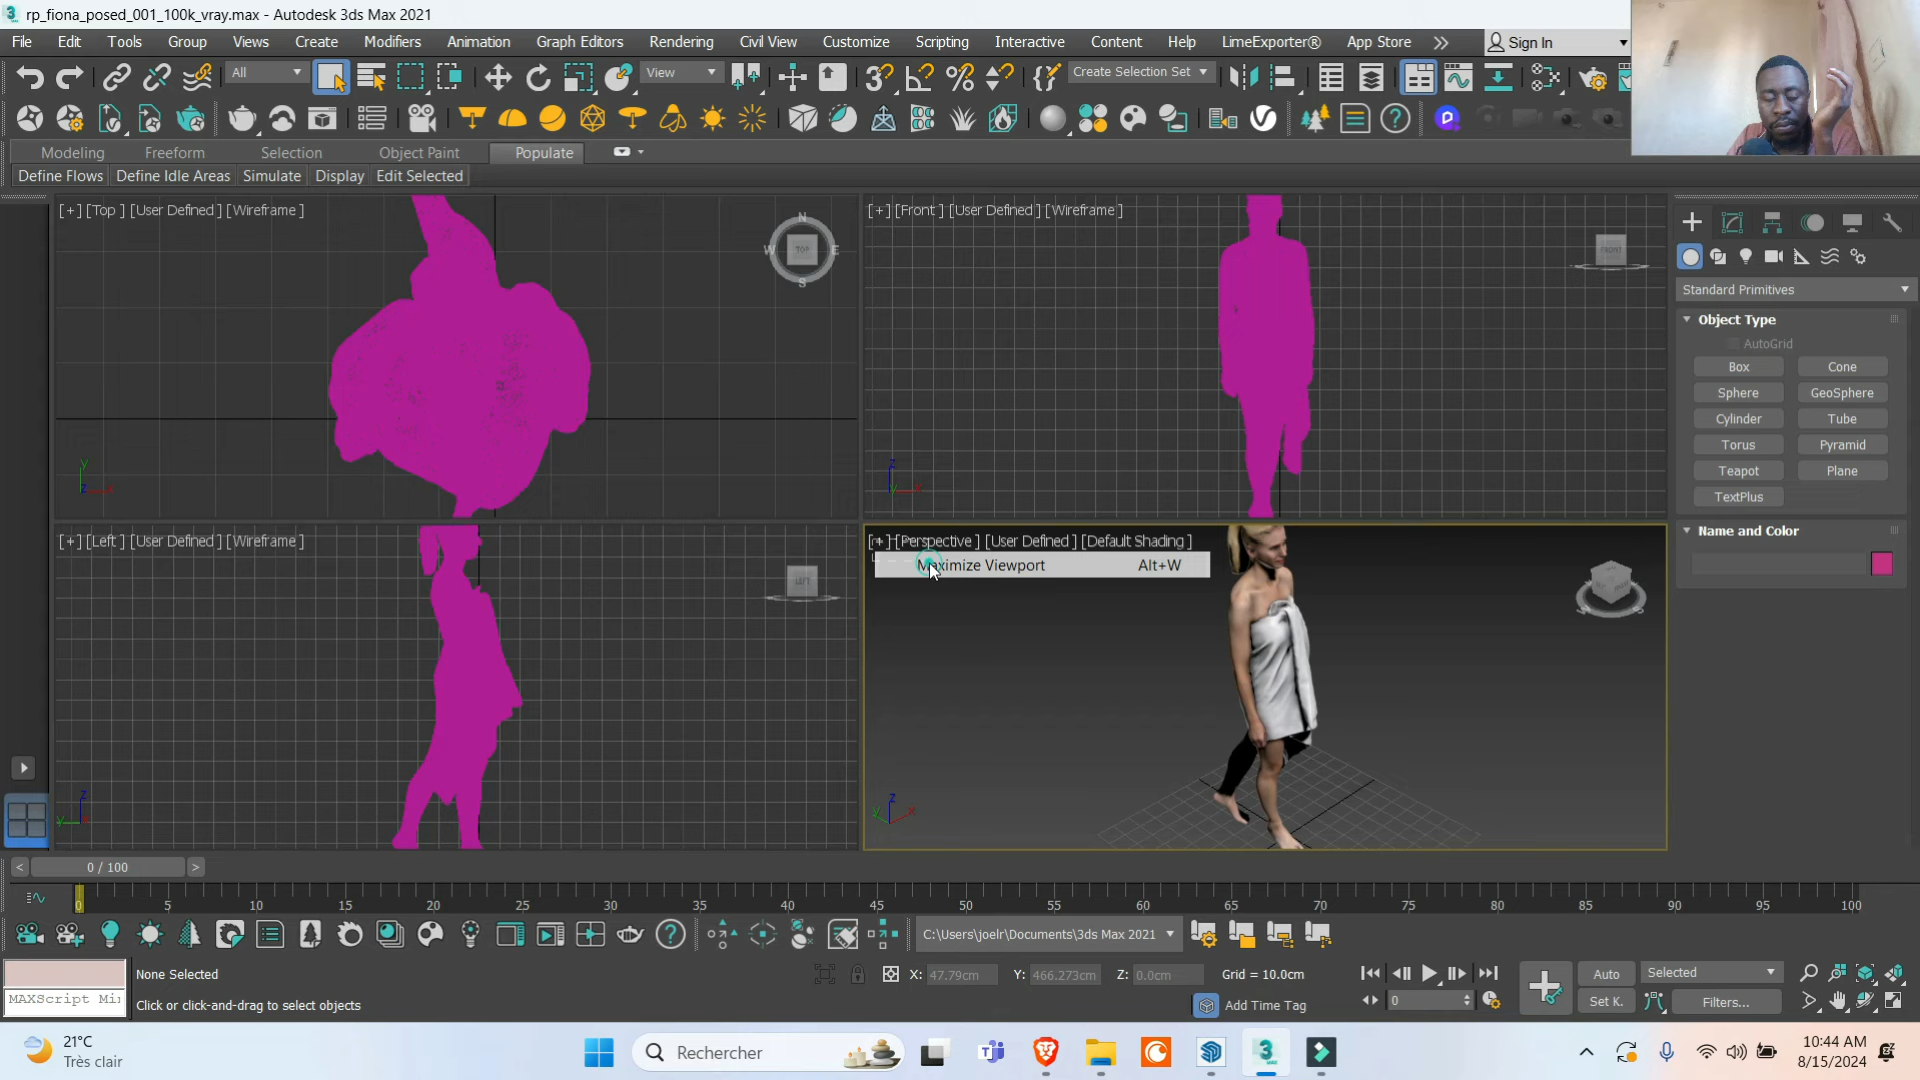 rp_fiona_posed_001_100k_vray.max - Autodesk 3ds Max 2021
File Edit Tools Group Views Create Modifiers Animation Graph Editors Rendering Civil View Customize Scripting Interactive Content Help LimeExporter® App Store Sign In
All View Create Selection Set
Modeling Freeform Selection Object Paint Populate
Define Flows Define Idle Areas Simulate Display Edit Selected
[+] [Top ] [User Defined ] [Wireframe ]
[+] [Front ] [User Defined ] [Wireframe ]
N
W TOP E
S
FRONT
Standard Primitives
Object Type
AutoGrid
Box Cone
Sphere GeoSphere
Cylinder Tube
Torus Pyramid
Teapot Plane
TextPlus
Name and Color
[+] [Left ] [User Defined ] [Wireframe ]
[+] [Perspective ] [User Defined ] [Default Shading ]
Maximize Viewport Alt+W
LEFT
0 / 100
0 5 10 15 20 25 30 35 40 45 50 55 60 65 70 75 80 85 90 95 100
C:\Users\joelr\Documents\3ds Max 2021
None Selected
X: 47.79cm Y: 466.273cm Z: 0.0cm Grid = 10.0cm
Auto Selected
MAXScript Mi
Click or click-and-drag to select objects
Add Time Tag
0
Set K. Filters...
21°C
Très clair
Rechercher
10:44 AM
8/15/2024